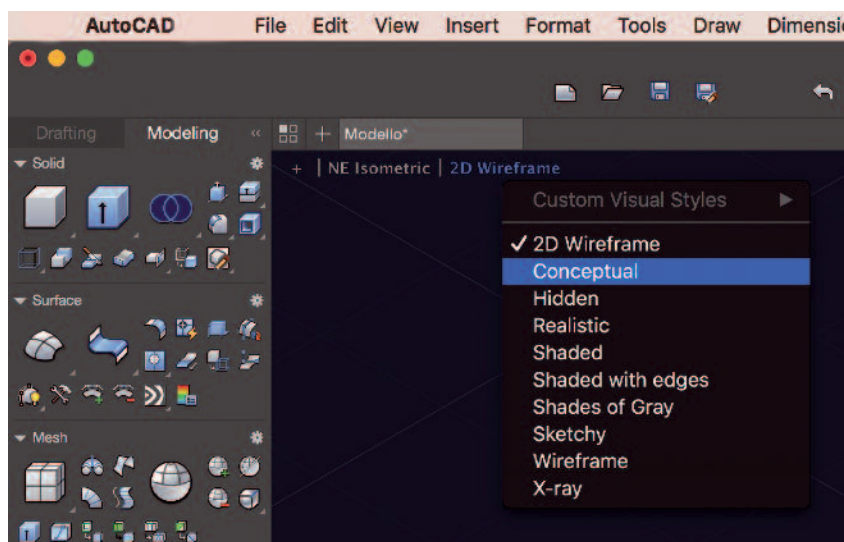 AutoCAD File Edit View Insert Format Tools Draw Dimensi
Drafting Modeling << + Modello*
Solid
+ | NE Isometric | 2D Wireframe
Custom Visual Styles
✓ 2D Wireframe
Conceptual
Hidden
Realistic
Shaded
Shaded with edges
Shades of Gray
Sketchy
Wireframe
X-ray
Surface
Mesh